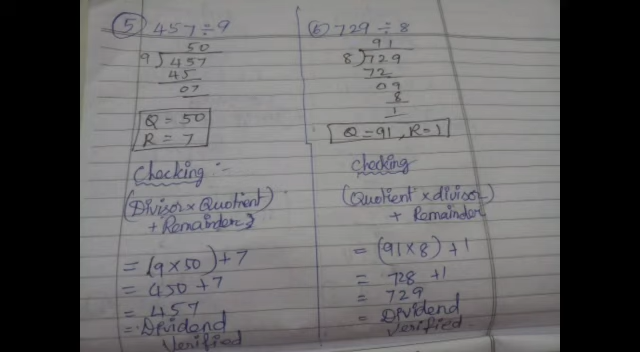 5) 457 ÷ 9
50
9 ) 457
45
07
Q = 50
R = 7
Checking :-
(Divisor × Quotient)
+ Remainder}
= (9 × 50) + 7
= 450 + 7
= 457
= Dividend
Verified
6) 729 ÷ 8
91
8 ) 729
72
09
8
1
Q = 91, R = 1
Checking
(Quotient × divisor)
+ Remainder
= (91 × 8) + 1
= 728 + 1
= 729
= Dividend
Verified